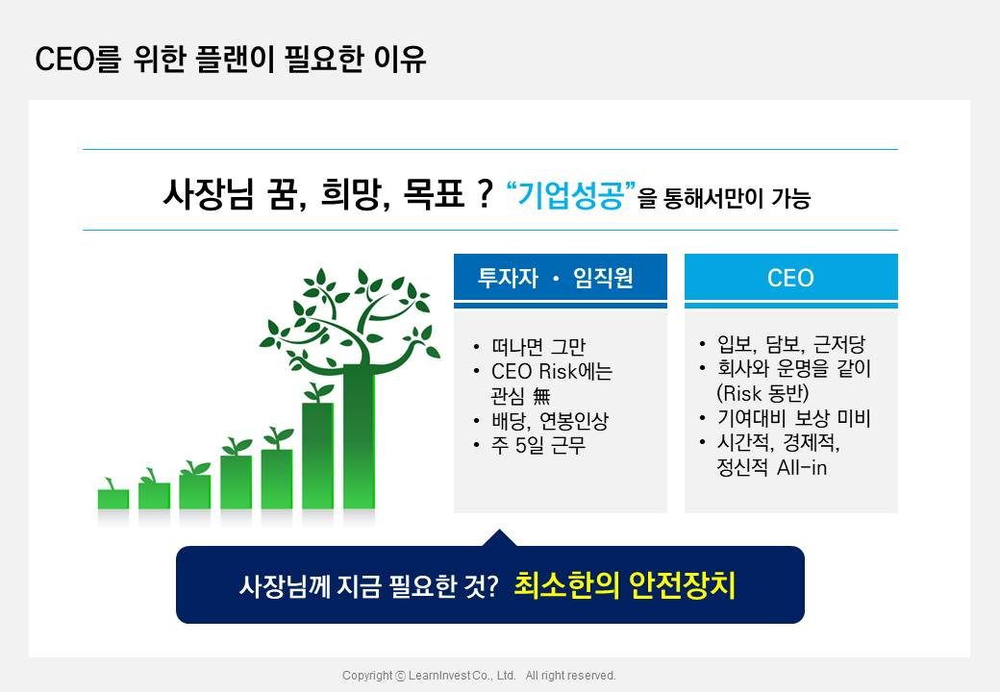 CEO를 위한 플랜이 필요한 이유
사장님 꿈, 희망, 목표 ? “기업성공”을 통해서만이 가능
투자자 • 임직원
• 떠나면 그만
• CEO Risk에는
관심 無
• 배당, 연봉인상
• 주 5일 근무
CEO
• 입보, 담보, 근저당
• 회사와 운명을 같이
(Risk 동반)
• 기여대비 보상 미비
• 시간적, 경제적,
정신적 All-in
사장님께 지금 필요한 것? 최소한의 안전장치
Copyright ⓒ LearnInvest Co., Ltd. All right reserved.